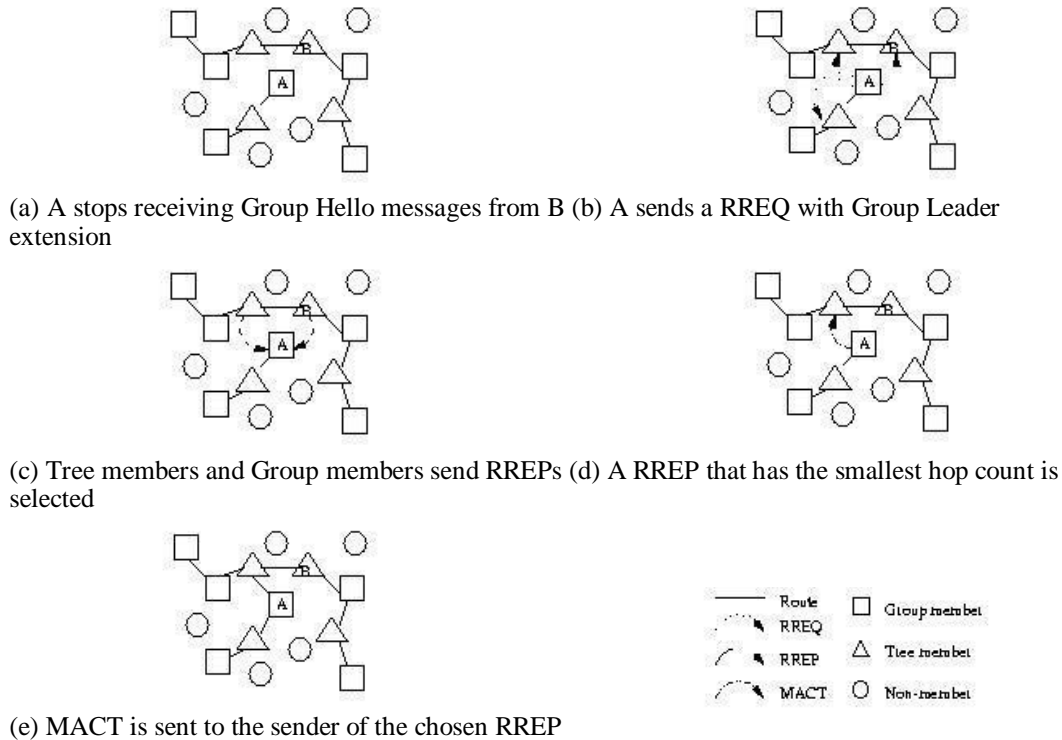 B
A
B
A
(a) A stops receiving Group Hello messages from B (b) A sends a RREQ with Group Leader
extension
B
A
B
A
(c) Tree members and Group members send RREPs (d) A RREP that has the smallest hop count is
selected
B
A
Route
RREQ
RREP
MACT
Group member
Tree member
Non-member
(e) MACT is sent to the sender of the chosen RREP